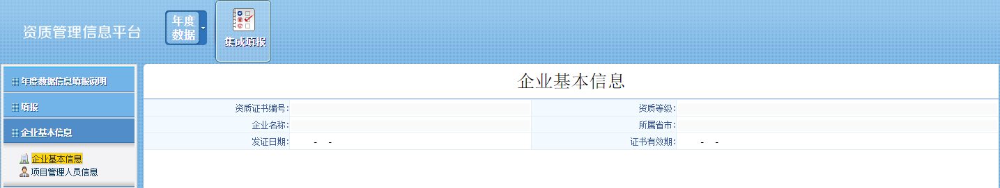 资质管理信息平台
年度
数据
集成填报
年度数据信息填报说明
填报
企业基本信息
企业基本信息
项目管理人员信息
企业基本信息
资质证书编号:
资质等级:
企业名称:
所属省市:
发证日期: - -
证书有效期: - -